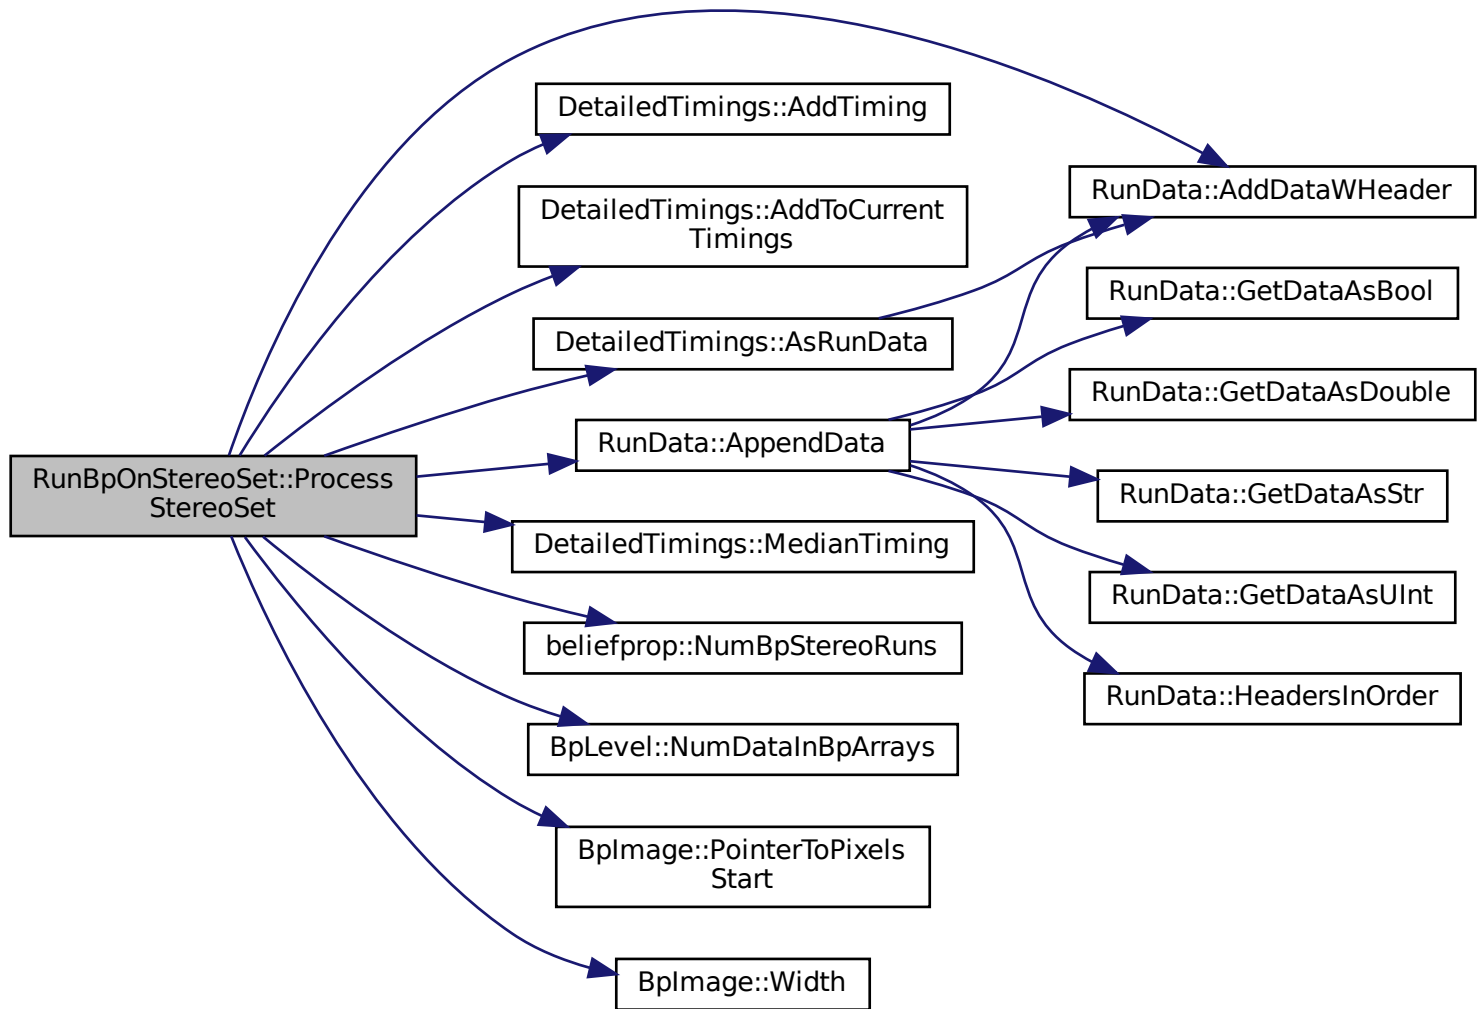 RunBpOnStereoSet::Process
StereoSet
DetailedTimings::AddTiming
DetailedTimings::AddToCurrent
Timings
DetailedTimings::AsRunData
RunData::AppendData
DetailedTimings::MedianTiming
beliefprop::NumBpStereoRuns
BpLevel::NumDataInBpArrays
BpImage::PointerToPixels
Start
BpImage::Width
RunData::AddDataWHeader
RunData::GetDataAsBool
RunData::GetDataAsDouble
RunData::GetDataAsStr
RunData::GetDataAsUInt
RunData::HeadersInOrder